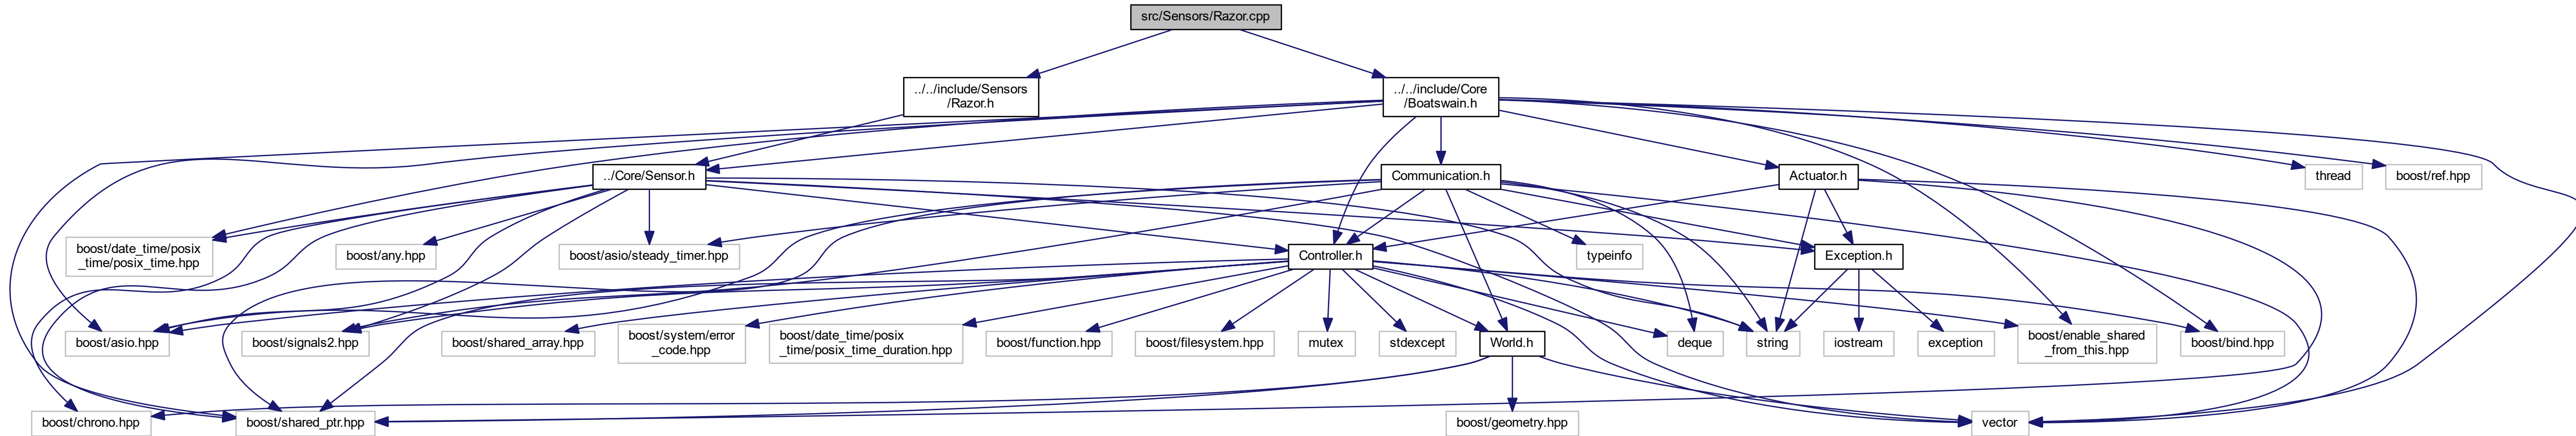 src/Sensors/Razor.cpp
../../include/Sensors
/Razor.h
../../include/Core
/Boatswain.h
../Core/Sensor.h
Communication.h
Actuator.h
thread
boost/ref.hpp
boost/date_time/posix
_time/posix_time.hpp
boost/any.hpp
boost/asio/steady_timer.hpp
Controller.h
typeinfo
Exception.h
boost/asio.hpp
boost/signals2.hpp
boost/shared_array.hpp
boost/system/error
_code.hpp
boost/date_time/posix
_time/posix_time_duration.hpp
boost/function.hpp
boost/filesystem.hpp
mutex
stdexcept
World.h
deque
string
iostream
exception
boost/enable_shared
_from_this.hpp
boost/bind.hpp
boost/chrono.hpp
boost/shared_ptr.hpp
boost/geometry.hpp
vector